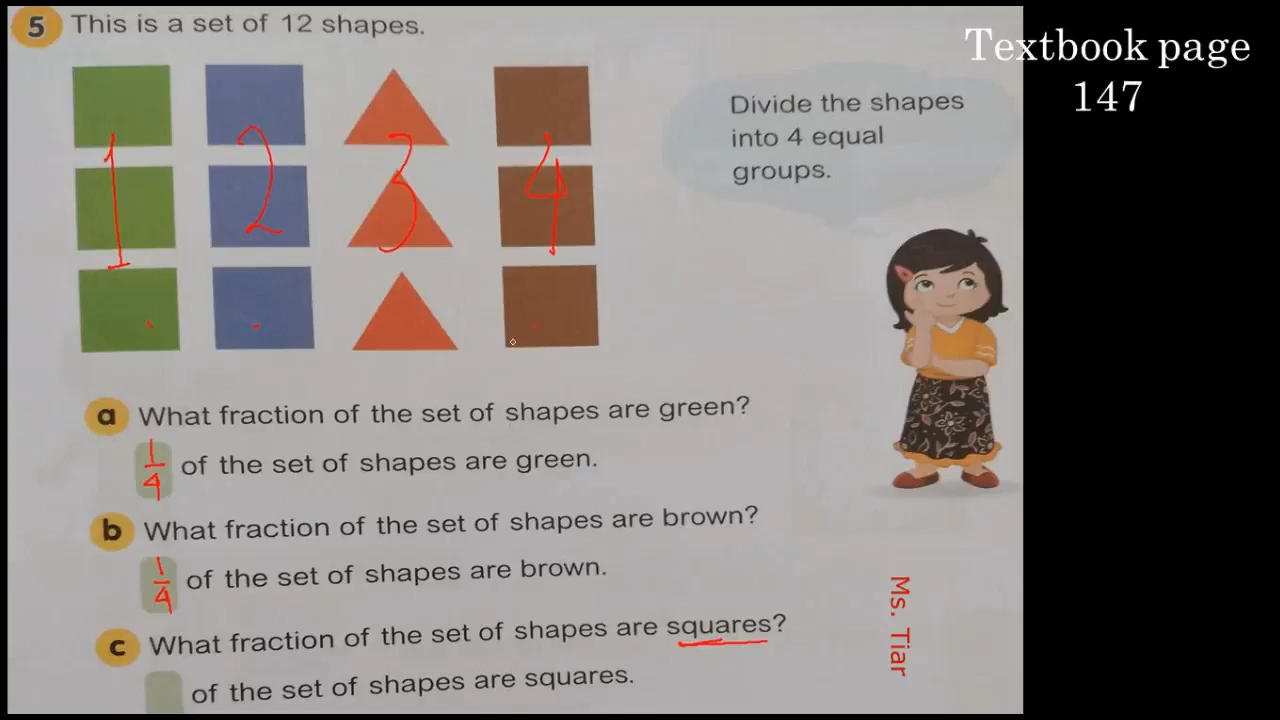 5 This is a set of 12 shapes.
Textbook page
147
Divide the shapes
into 4 equal
groups.
1 2 3 4
a What fraction of the set of shapes are green?
1/4 of the set of shapes are green.
b What fraction of the set of shapes are brown?
1/4 of the set of shapes are brown.
c What fraction of the set of shapes are squares?
of the set of shapes are squares.
Ms. Tiar